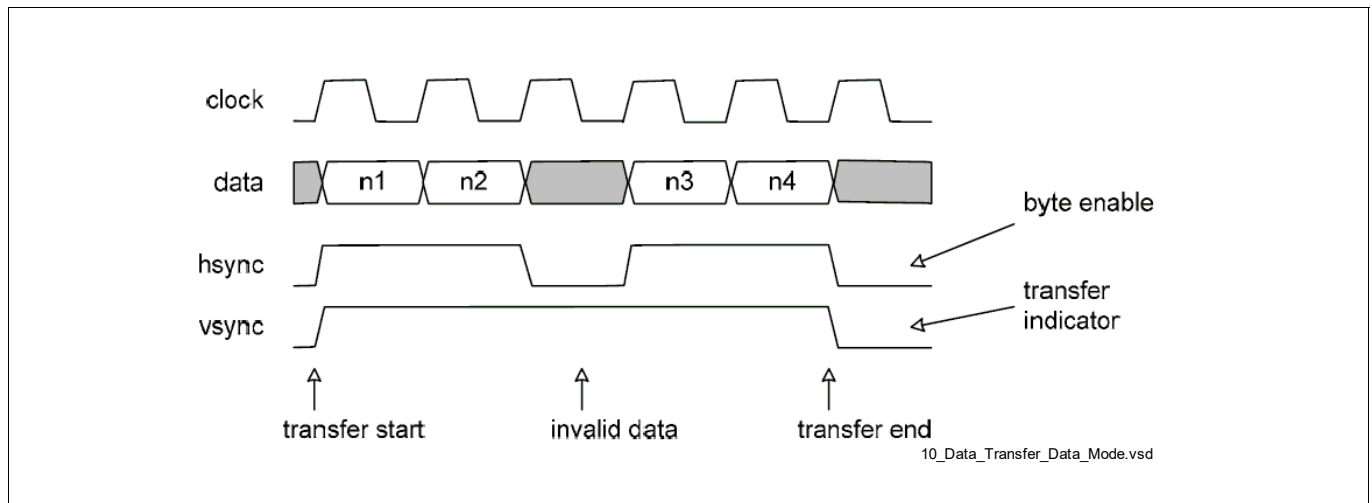 clock
data
n1
n2
n3
n4
byte enable
hsync
transfer
indicator
vsync
transfer start
invalid data
transfer end
10_Data_Transfer_Data_Mode.vsd